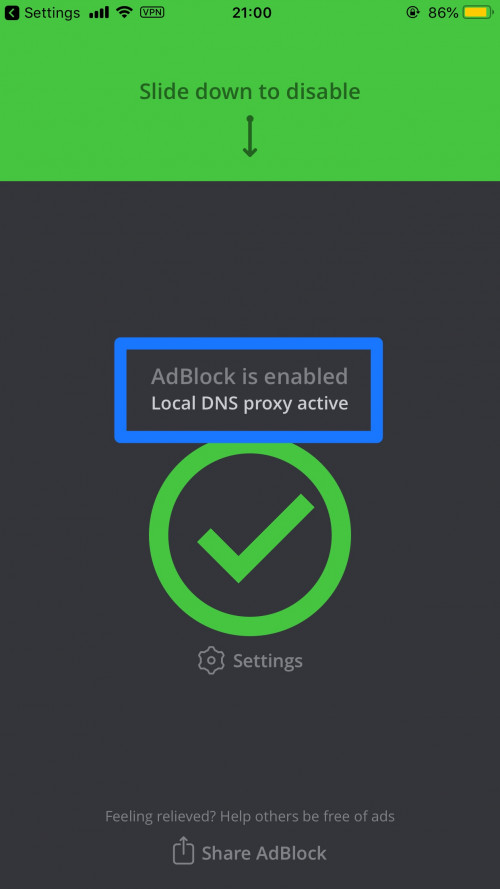 Settings VPN 21:00 86%
Slide down to disable
AdBlock is enabled
Local DNS proxy active
Settings
Feeling relieved? Help others be free of ads
Share AdBlock